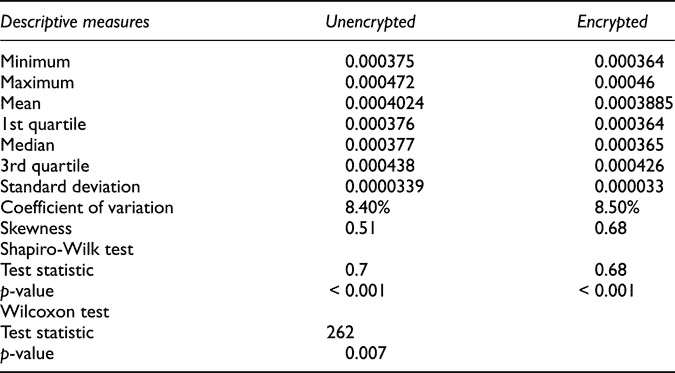 Descriptive measures Unencrypted Encrypted
Minimum 0.000375 0.000364
Maximum 0.000472 0.00046
Mean 0.0004024 0.0003885
1st quartile 0.000376 0.000364
Median 0.000377 0.000365
3rd quartile 0.000438 0.000426
Standard deviation 0.0000339 0.000033
Coefficient of variation 8.40% 8.50%
Skewness 0.51 0.68
Shapiro-Wilk test
Test statistic 0.7 0.68
p-value < 0.001 < 0.001
Wilcoxon test
Test statistic 262
p-value 0.007